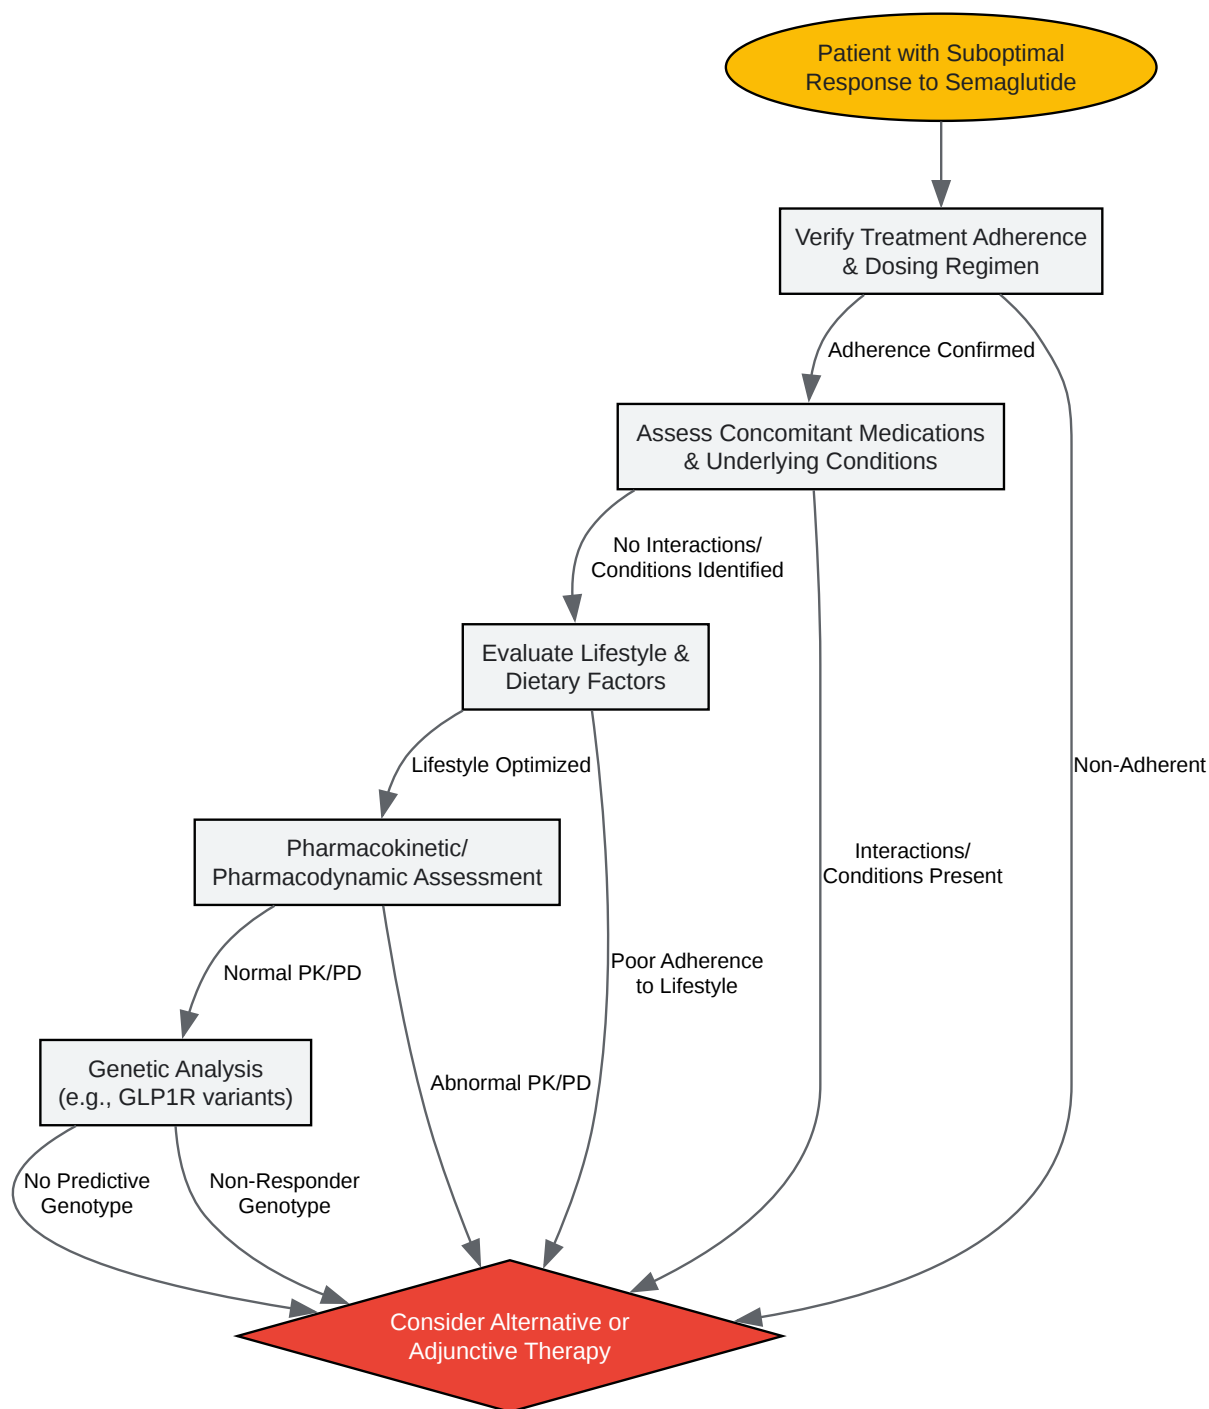 Patient with Suboptimal
Response to Semaglutide
Verify Treatment Adherence
& Dosing Regimen
Adherence Confirmed
Assess Concomitant Medications
& Underlying Conditions
No Interactions/
Conditions Identified
Evaluate Lifestyle &
Dietary Factors
Lifestyle Optimized
Non-Adherent
Pharmacokinetic/
Pharmacodynamic Assessment
Interactions/
Conditions Present
Normal PK/PD
Poor Adherence
to Lifestyle
Genetic Analysis
(e.g., GLP1R variants)
Abnormal PK/PD
No Predictive
Genotype
Non-Responder
Genotype
Consider Alternative or
Adjunctive Therapy